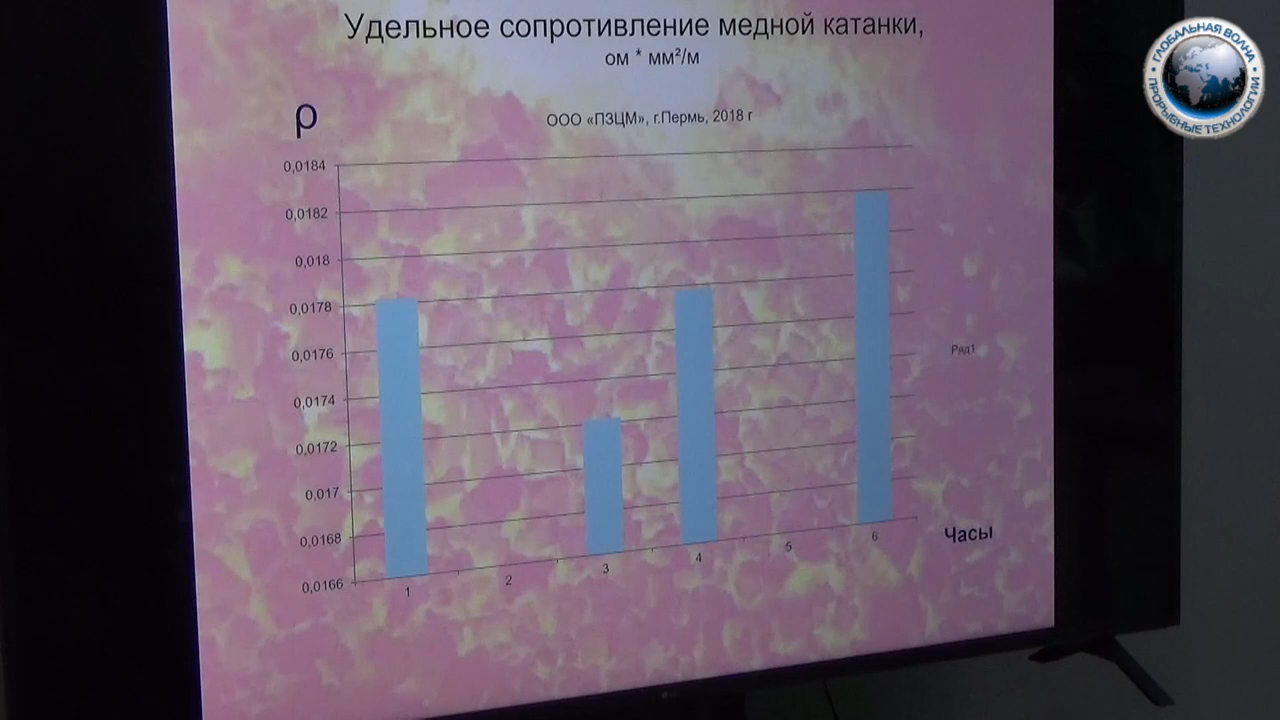 Удельное сопротивление медной катанки,
ом * мм²/м
ρ
ООО «ПЗЦМ», г.Пермь, 2018 г
0,0184
0,0182
0,018
0,0178
0,0176
0,0174
0,0172
0,017
0,0168
0,0166
1
2
3
4
5
6
Часы
Ряд1
ГЛОБАЛЬНАЯ ВОЛНА
ПРОРЫВНЫЕ ТЕХНОЛОГИИ
LG